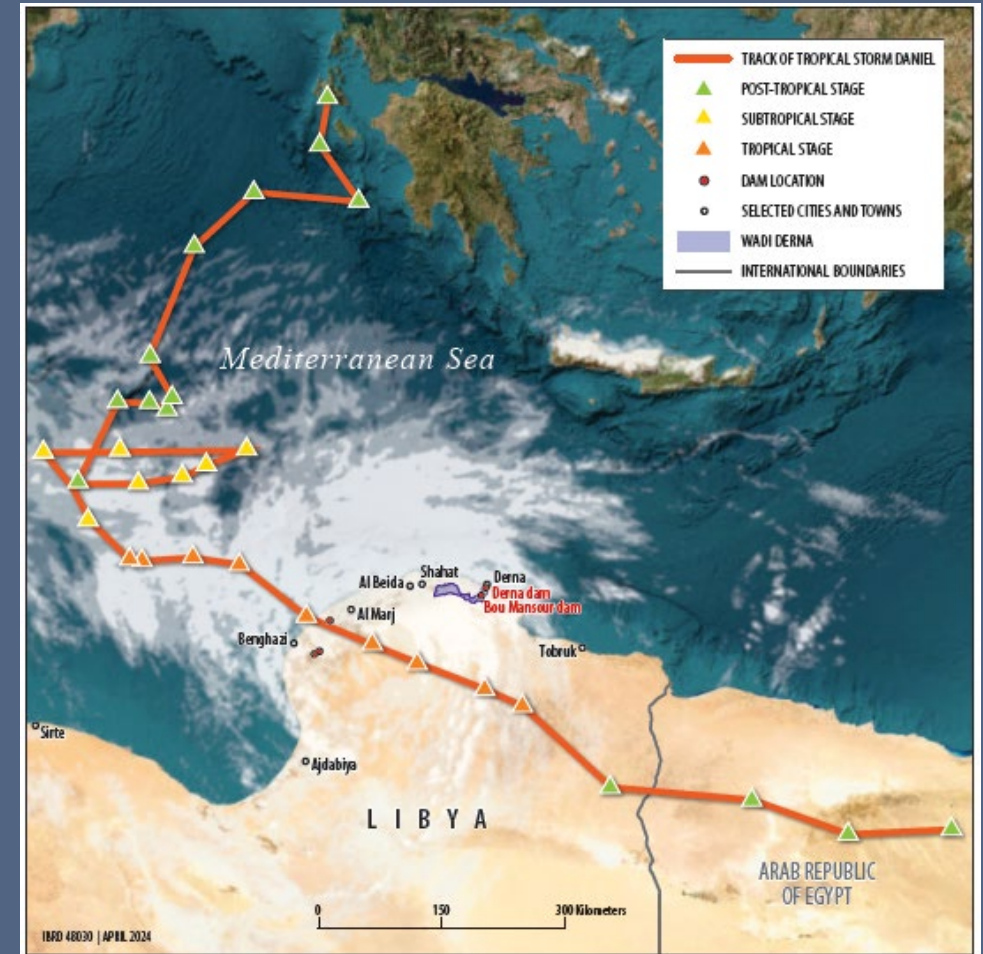 TRACK OF TROPICAL STORM DANIEL
POST-TROPICAL STAGE
SUBTROPICAL STAGE
TROPICAL STAGE
DAM LOCATION
SELECTED CITIES AND TOWNS
WADI DERNA
INTERNATIONAL BOUNDARIES
Mediterranean Sea
Shahat
Al Beida
Derna
Derna dam
Bou Mansour dam
Al Marj
Benghazi
Tobruk
Sirte
Ajdabiya
LIBYA
ARAB REPUBLIC
OF EGYPT
0 150 300 Kilometers
IBRD 48030 | APRIL 2024